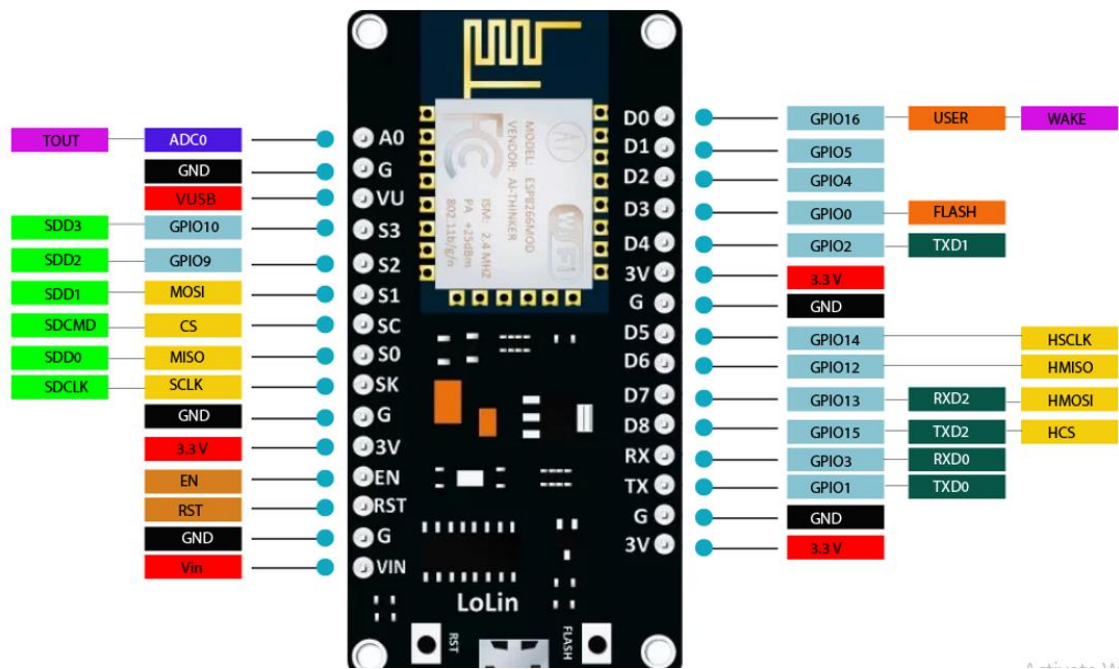 TOUT ADC0 A0
GND G
VUSB VU
SDD3 GPIO10 S3
SDD2 GPIO9 S2
SDD1 MOSI S1
SDCMD CS SC
SDD0 MISO S0
SDCLK SCLK SK
GND G
3.3 V 3V
EN EN
RST RST
GND G
Vin VIN
MODEL: ESP8266MOD
VENDOR: AI-THINKER
ISM: 2.4 MHZ
PA +25dBm
802.11b/g/n
Wi Fi
AI
FC
D0 GPIO16 USER WAKE
D1 GPIO5
D2 GPIO4
D3 GPIO0 FLASH
D4 GPIO2 TXD1
3V 3.3 V
G GND
D5 GPIO14 HSCLK
D6 GPIO12 HMISO
D7 GPIO13 RXD2 HMOSI
D8 GPIO15 TXD2 HCS
RX GPIO3 RXD0
TX GPIO1 TXD0
G GND
3V 3.3 V
LoLin
RST
FLASH